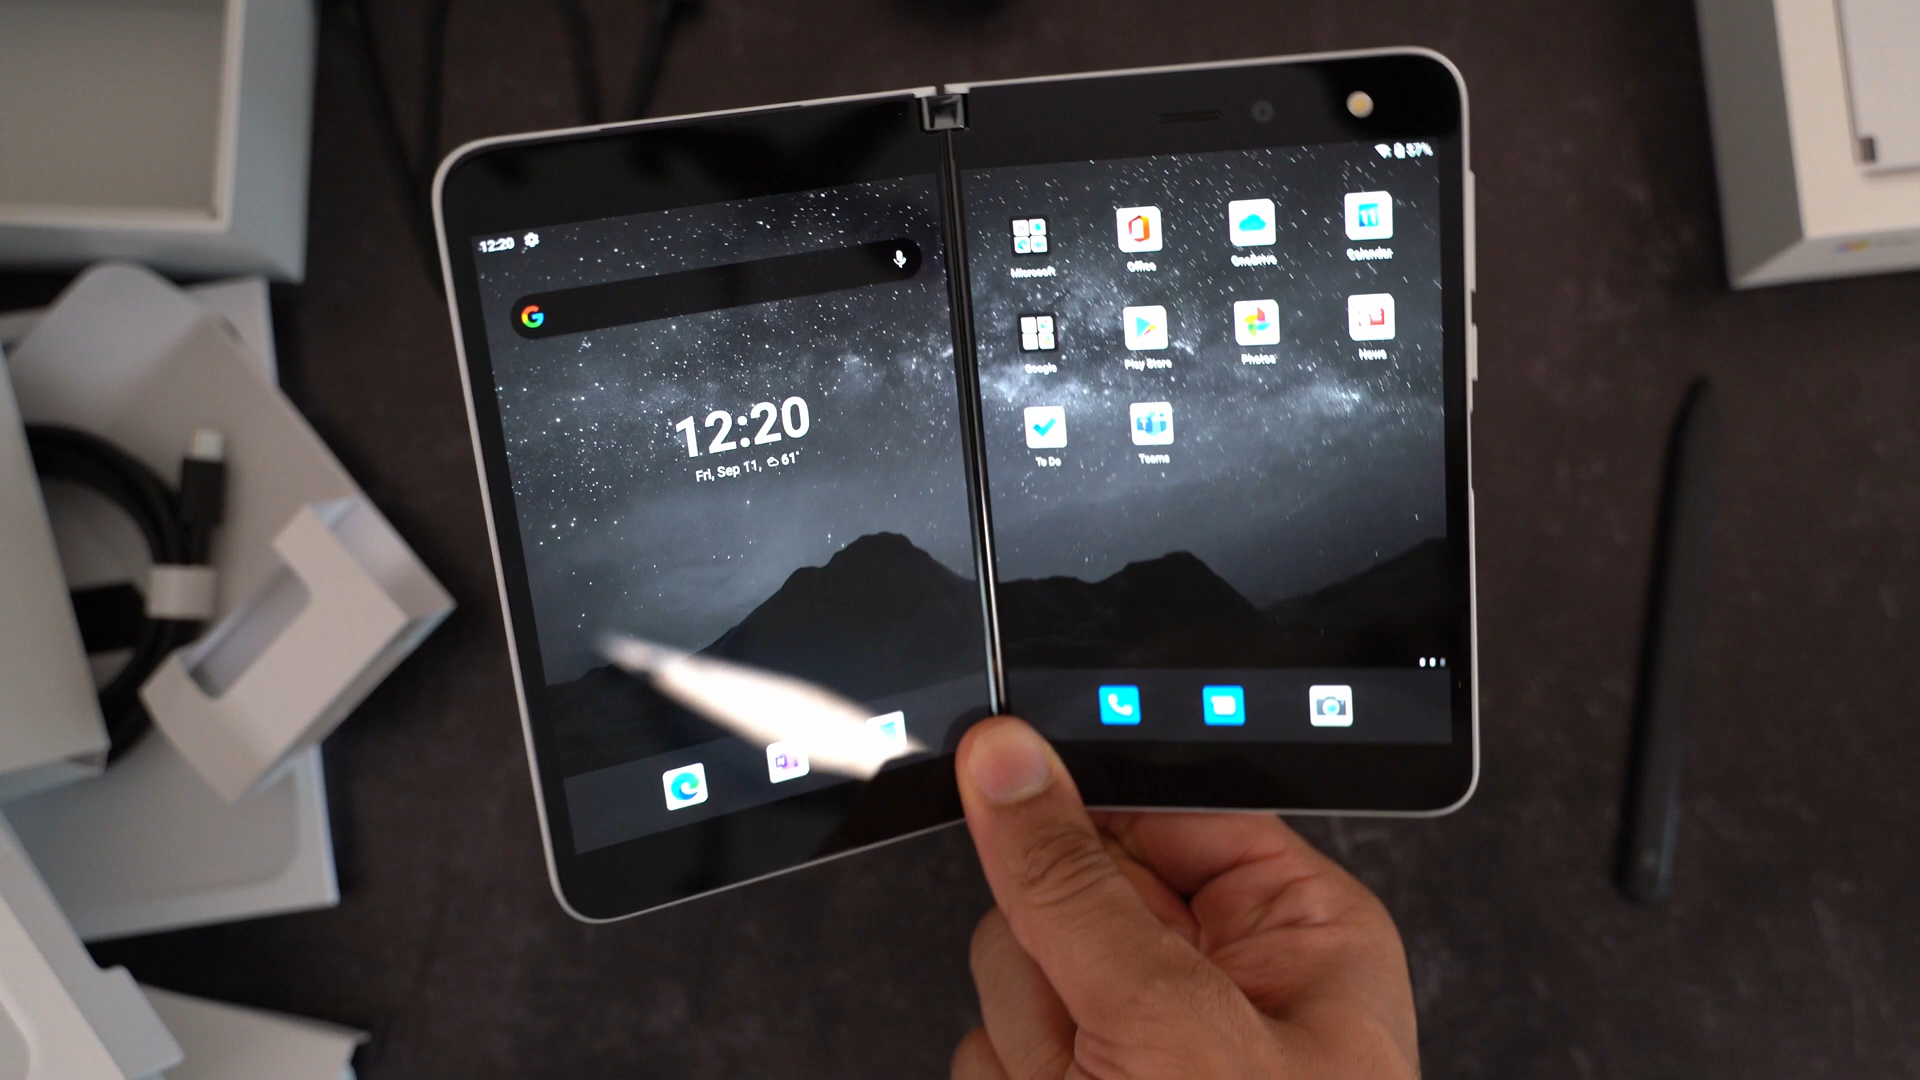 12:20
12:20
Fri, Sep 11, 61°
57%
Microsoft
Office
OneDrive
Calendar
Google
Play Store
Photos
News
To Do
Teams